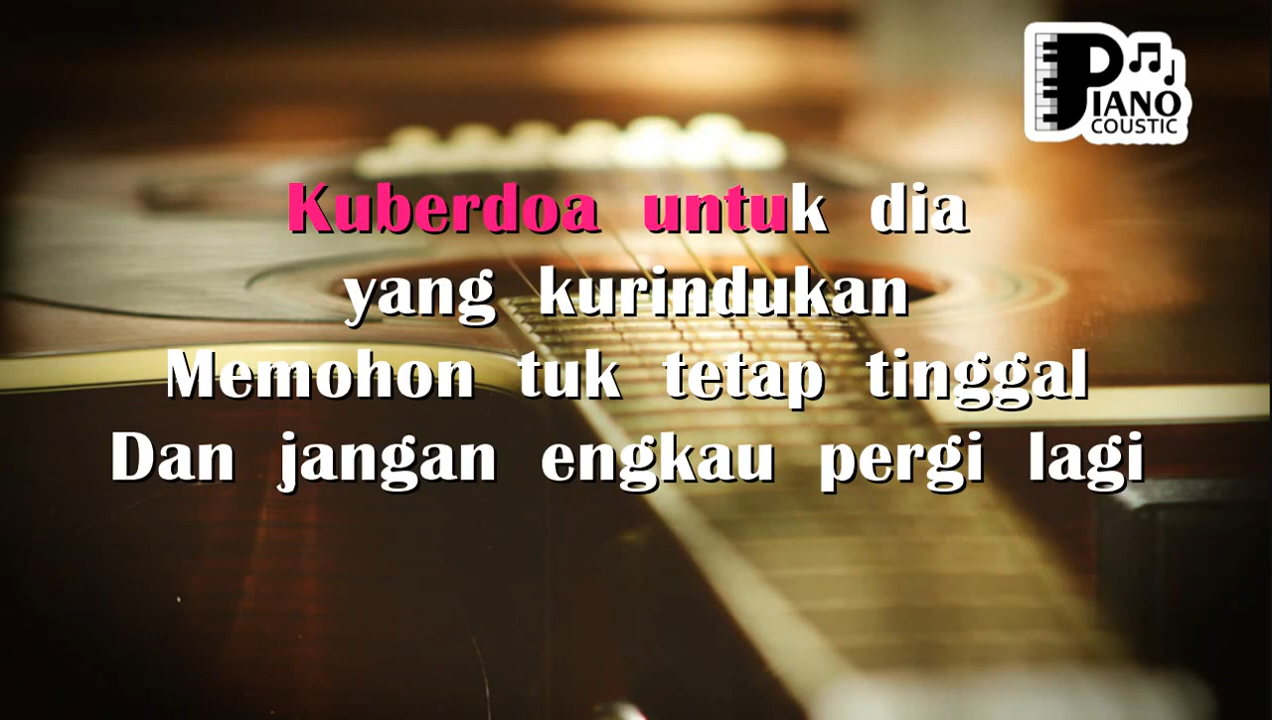 PIANO
COUSTIC
Kuberdoa untuk dia
yang kurindukan
Memohon tuk tetap tinggal
Dan jangan engkau pergi lagi